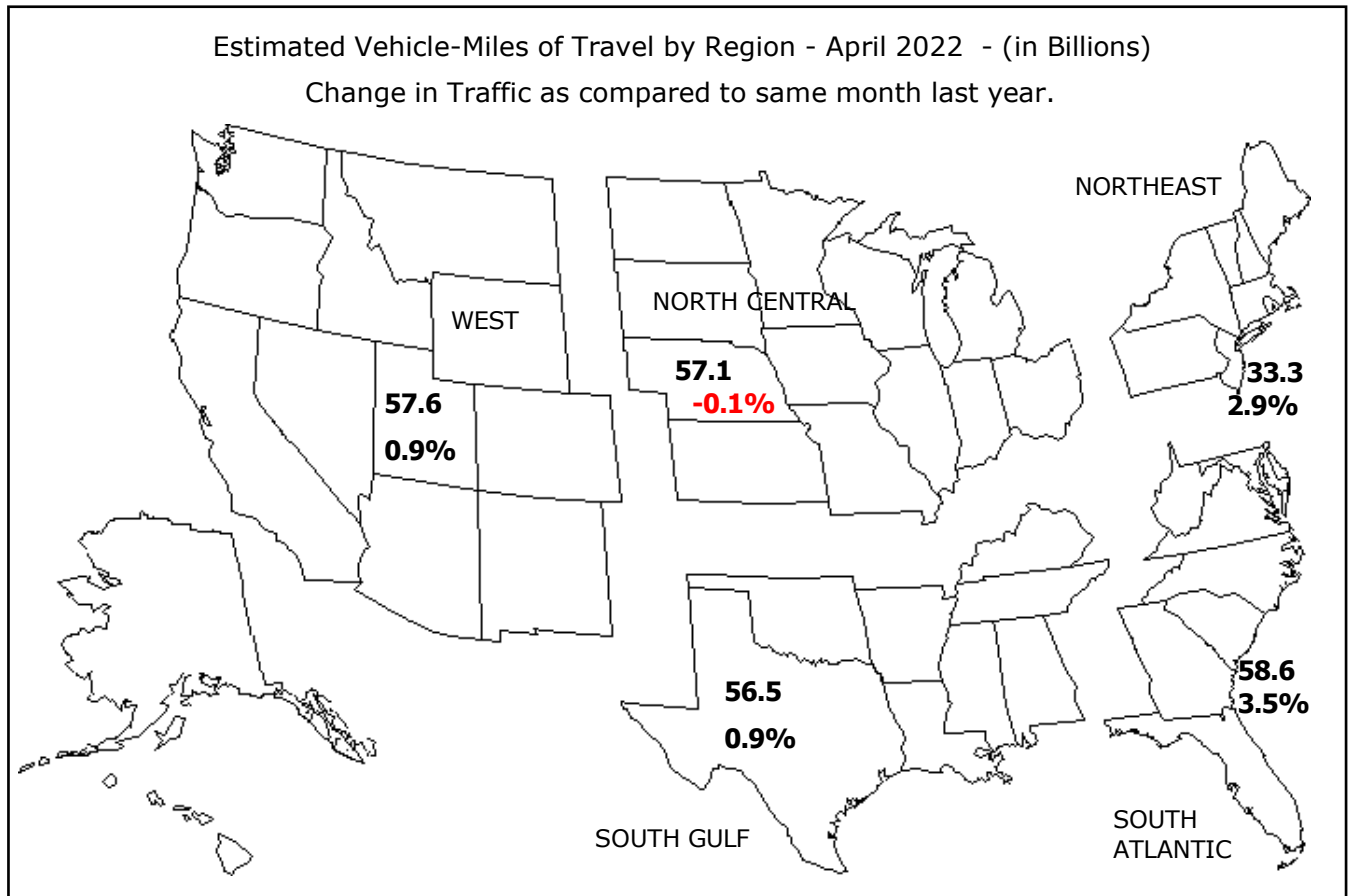 Estimated Vehicle-Miles of Travel by Region - April 2022 - (in Billions)
Change in Traffic as compared to same month last year.
NORTHEAST
33.3
2.9%
NORTH CENTRAL
57.1
-0.1%
WEST
57.6
0.9%
56.5
0.9%
SOUTH GULF
58.6
3.5%
SOUTH
ATLANTIC